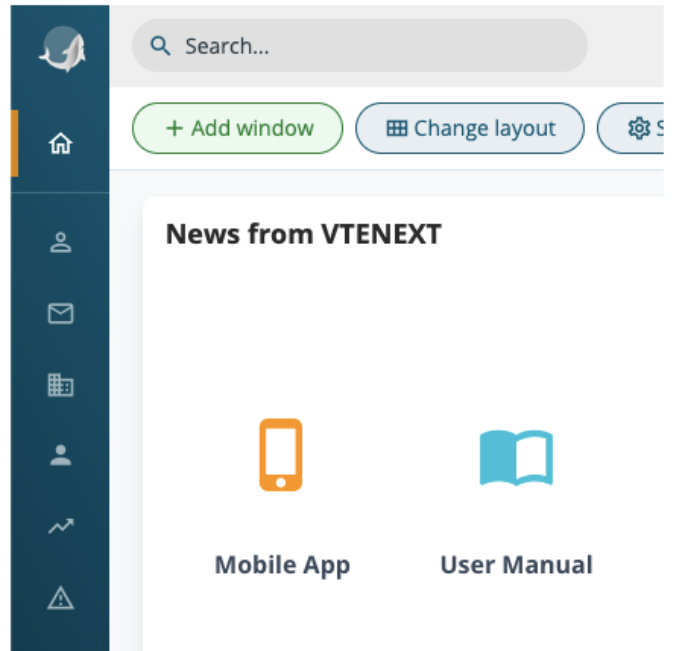 Search...
+ Add window
Change layout
News from VTENEXT
Mobile App
User Manual